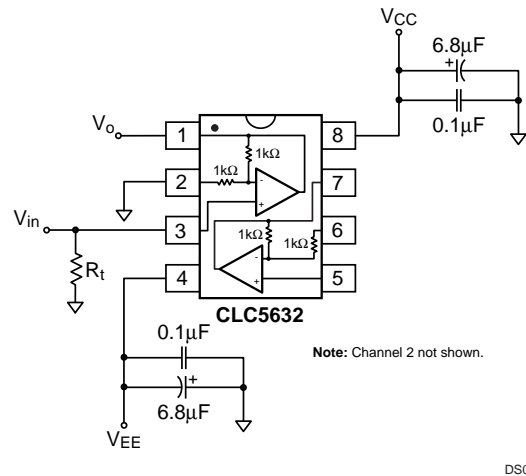 VCC
6.8µF
+
0.1µF
Vo
1
8
1kΩ
2
1kΩ
-
7
+
Vin
3
1kΩ
1kΩ
6
Rt
4
-
+
5
CLC5632
0.1µF
Note: Channel 2 not shown.
+
6.8µF
VEE